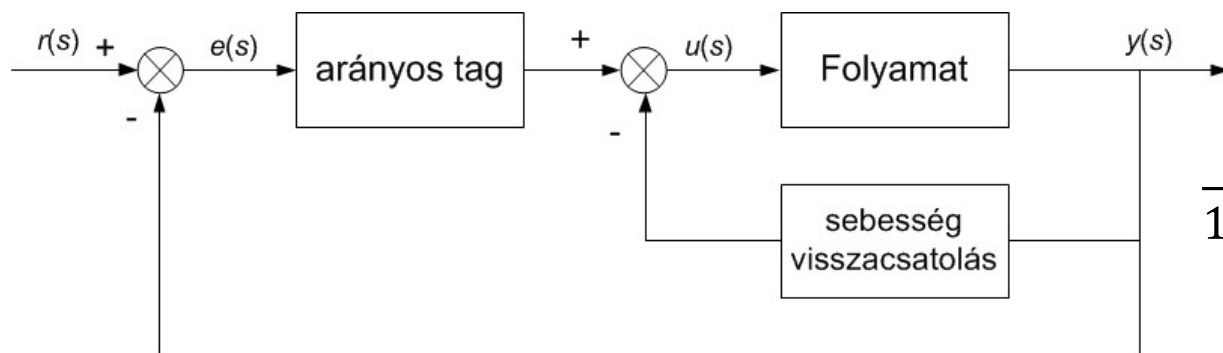 r(s) + e(s) arányos tag + u(s) Folyamat y(s)
- -
sebesség
visszacsatolás
1